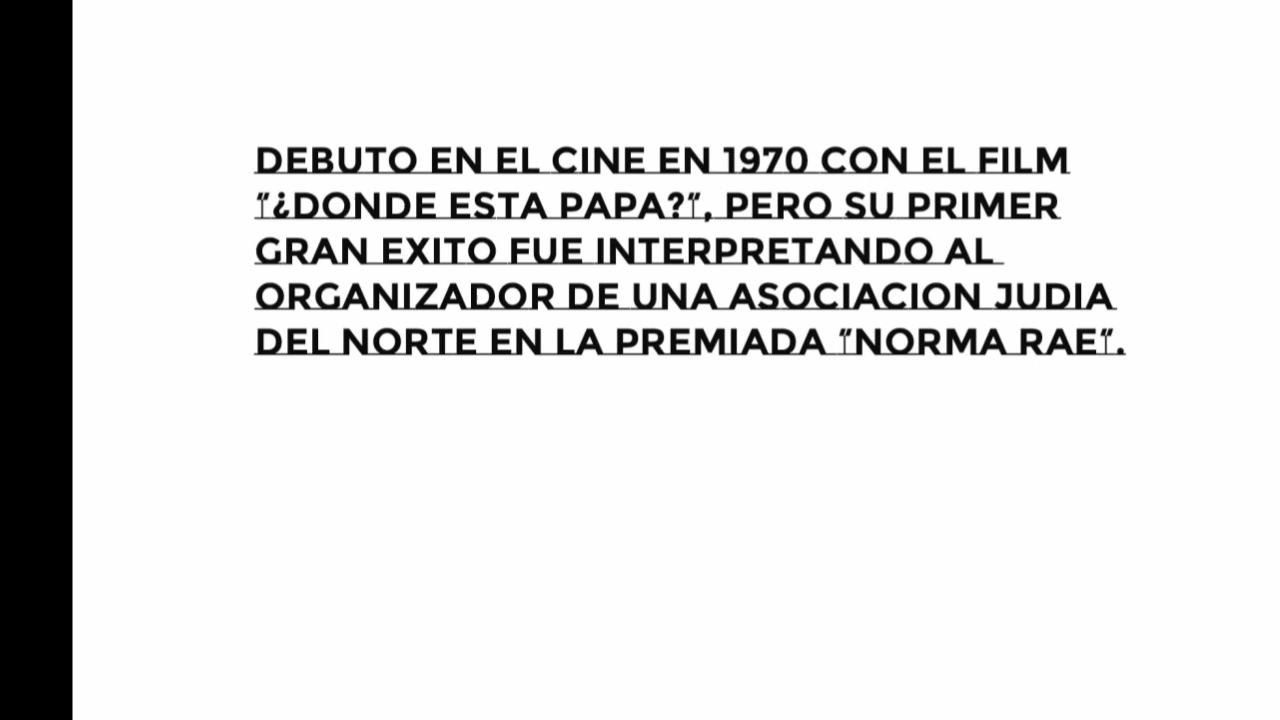 DEBUTO EN EL CINE EN 1970 CON EL FILM
"¿DONDE ESTA PAPA?", PERO SU PRIMER
GRAN EXITO FUE INTERPRETANDO AL
ORGANIZADOR DE UNA ASOCIACION JUDIA
DEL NORTE EN LA PREMIADA "NORMA RAE".